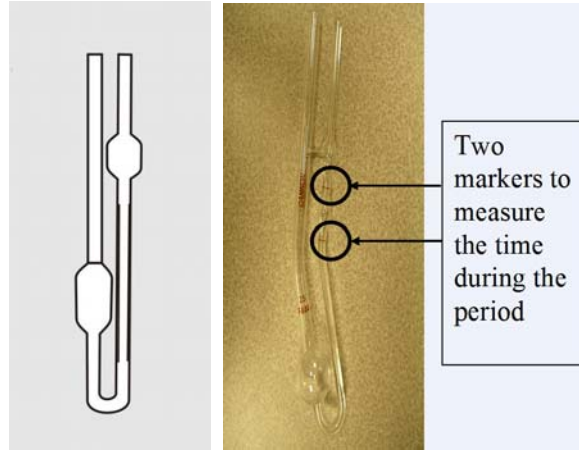 Two
markers to
measure
the time
during the
period